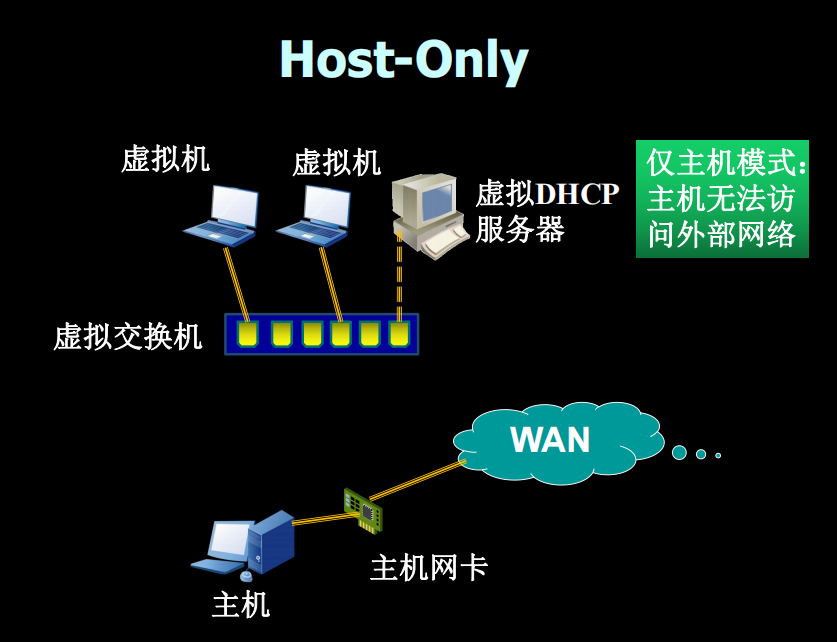 Host-Only
虚拟机
虚拟机
虚拟DHCP
服务器
仅主机模式：
主机无法访
问外部网络
虚拟交换机
WAN
主机网卡
主机